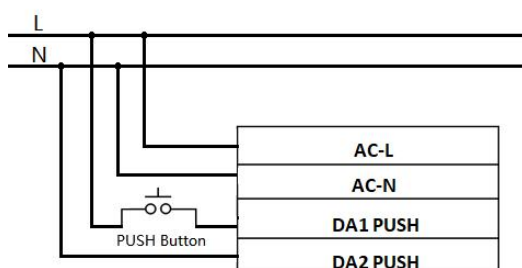 L
N
AC-L
AC-N
DA1 PUSH
PUSH Button
DA2 PUSH